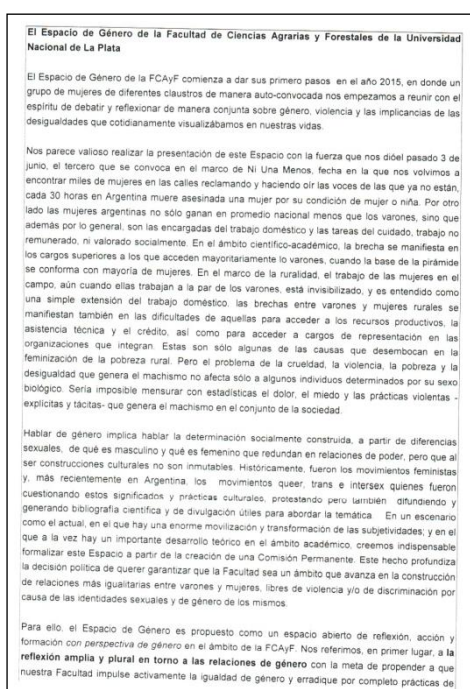 El Espacio de Género de la Facultad de Ciencias Agrarias y Forestales de la Universidad
Nacional de La Plata
El Espacio de Género de la FCAyF comienza a dar sus primero pasos en el año 2015, en donde un
grupo de mujeres de diferentes claustros de manera auto-convocada nos empezamos a reunir con el
espíritu de debatir y reflexionar de manera conjunta sobre género, violencia y las implicancias de las
desigualdades que cotidianamente visualizábamos en nuestras vidas.
Nos parece valioso realizar la presentación de este Espacio con la fuerza que nos dióel pasado 3 de
junio, el tercero que se convoca en el marco de Ni Una Menos, fecha en la que nos volvimos a
encontrar miles de mujeres en las calles reclamando y haciendo oír las voces de las que ya no están,
cada 30 horas en Argentina muere asesinada una mujer por su condición de mujer o niña. Por otro
lado las mujeres argentinas no sólo ganan en promedio nacional menos que los varones, sino que
además por lo general, son las encargadas del trabajo doméstico y las tareas del cuidado, trabajo no
remunerado, ni valorado socialmente. En el ámbito científico-académico, la brecha se manifiesta en
los cargos superiores a los que acceden mayoritariamente lo varones, cuando la base de la pirámide
se conforma con mayoría de mujeres. En el marco de la ruralidad, el trabajo de las mujeres en el
campo, aún cuando ellas trabajan a la par de los varones, está invisibilizado, y es entendido como
una simple extensión del trabajo doméstico, las brechas entre varones y mujeres rurales se
manifiestan también en las dificultades de aquellas para acceder a los recursos productivos, la
asistencia técnica y el crédito, así como para acceder a cargos de representación en las
organizaciones que integran. Estas son sólo algunas de las causas que desembocan en la
feminización de la pobreza rural. Pero el problema de la crueldad, la violencia, la pobreza y la
desigualdad que genera el machismo no afecta sólo a algunos individuos determinados por su sexo
biológico. Sería imposible mensurar con estadísticas el dolor, el miedo y las prácticas violentas -
explícitas y tácitas- que genera el machismo en el conjunto de la sociedad.
Hablar de género implica hablar la determinación socialmente construida, a partir de diferencias
sexuales, de qué es masculino y qué es femenino que redundan en relaciones de poder, pero que al
ser construcciones culturales no son inmutables. Históricamente, fueron los movimientos feministas
y, más recientemente en Argentina, los movimientos queer, trans e intersex quienes fueron
cuestionando estos significados y prácticas culturales, protestando pero también difundiendo y
generando bibliografía científica y de divulgación útiles para abordar la temática. En un escenario
como el actual, en el que hay una enorme movilización y transformación de las subjetividades; y en el
que a la vez hay un importante desarrollo teórico en el ámbito académico, creemos indispensable
formalizar este Espacio a partir de la creación de una Comisión Permanente. Este hecho profundiza
la decisión política de querer garantizar que la Facultad sea un ámbito que avanza en la construcción
de relaciones más igualitarias entre varones y mujeres, libres de violencia y/o de discriminación por
causa de las identidades sexuales y de género de los mismos.
Para ello, el Espacio de Género es propuesto como un espacio abierto de reflexión, acción y
formación con perspectiva de género en el ámbito de la FCAyF. Nos referimos, en primer lugar, a la
reflexión amplia y plural en torno a las relaciones de género con la meta de propender a que
nuestra Facultad impulse activamente la igualdad de género y erradique por completo prácticas de